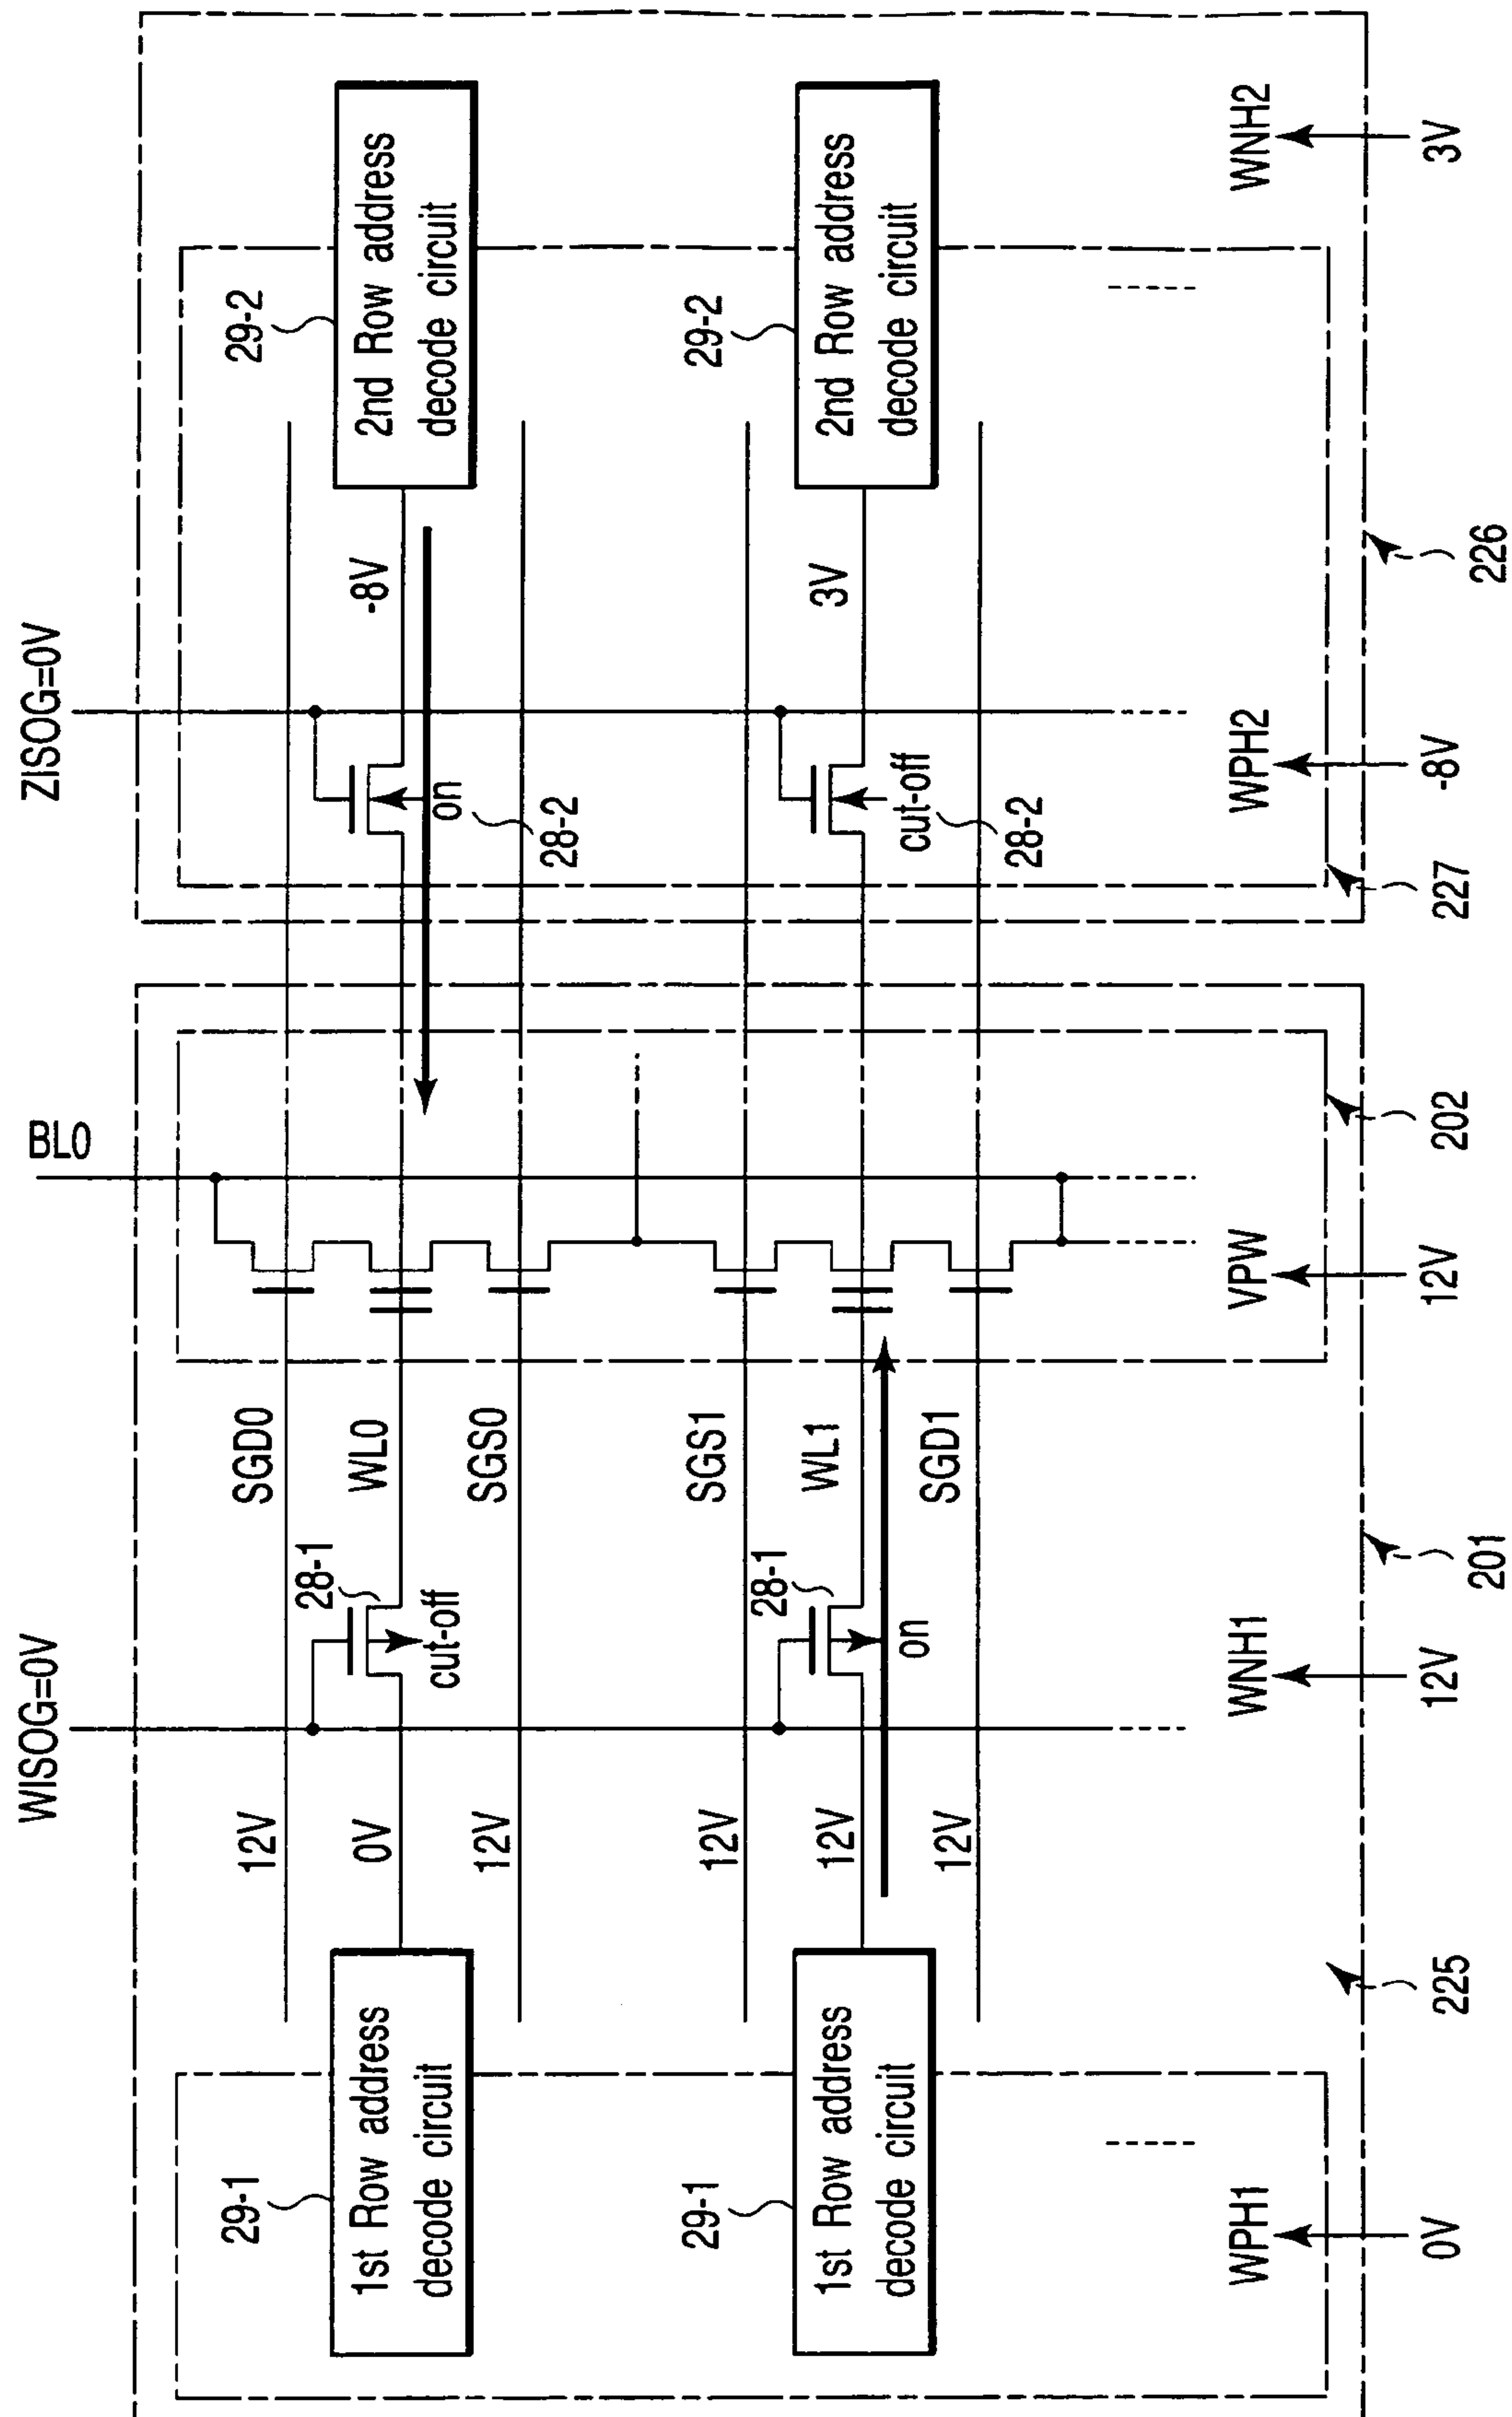 WISOG=0V
BL0
ZISOG=0V
29-1
1st Row address
decode circuit
12V
0V
12V
28-1
cut-off
SGD0
WL0
SGS0
-8V
on
28-2
29-2
2nd Row address
decode circuit
29-1
1st Row address
decode circuit
12V
12V
12V
28-1
on
SGS1
WL1
SGD1
3V
cut-off
28-2
29-2
2nd Row address
decode circuit
WPH1
0V
WNH1
12V
VPW
12V
WPH2
-8V
WNH2
3V
225
201
202
227
226